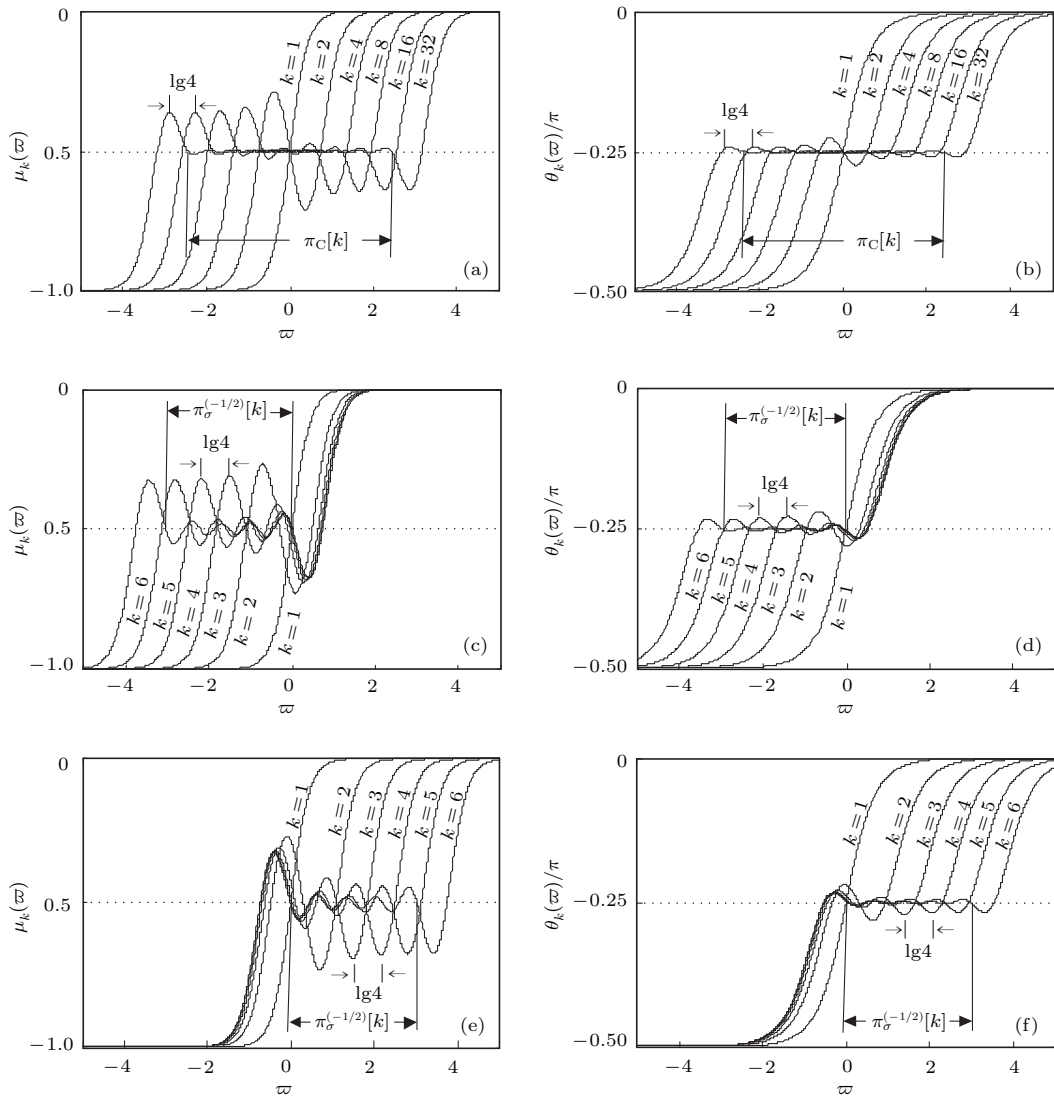 0
0.5
−1.0
μk(ϖ)
lg4
k=1
k=2
k=4
k=8
k=16
k=32
πC[k]
(a)
−4
−2
0
2
4
ϖ
0
−0.25
−0.50
θk(ϖ)/π
lg4
k=1
k=2
k=4
k=8
k=16
k=32
πC[k]
(b)
−4
−2
0
2
4
ϖ
0
0.5
−1.0
μk(ϖ)
πσ(−1/2)[k]
lg4
k=6
k=5
k=4
k=3
k=2
k=1
(c)
−4
−2
0
2
4
ϖ
0
−0.25
−0.50
θk(ϖ)/π
πσ(−1/2)[k]
lg4
k=6
k=5
k=4
k=3
k=2
k=1
(d)
−4
−2
0
2
4
ϖ
0
0.5
−1.0
μk(ϖ)
k=1
k=2
k=3
k=4
k=5
k=6
lg4
πσ(−1/2)[k]
(e)
−4
−2
0
2
4
ϖ
0
−0.25
−0.50
θk(ϖ)/π
k=1
k=2
k=3
k=4
k=5
k=6
lg4
πσ(−1/2)[k]
(f)
−4
−2
0
2
4
ϖ